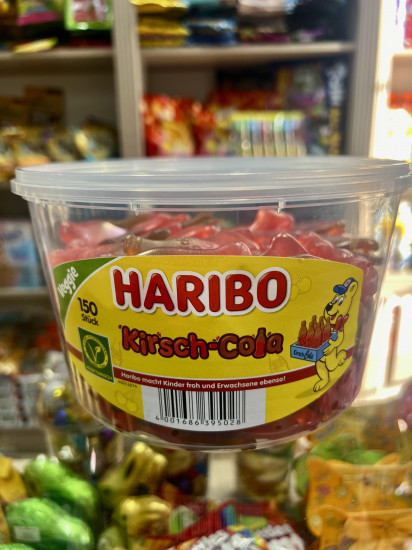 Veggie
150
Stück
HARIBO
Kirsch-Cola
Haribo macht Kinder froh und Erwachsene ebenso!
4 001686 395028